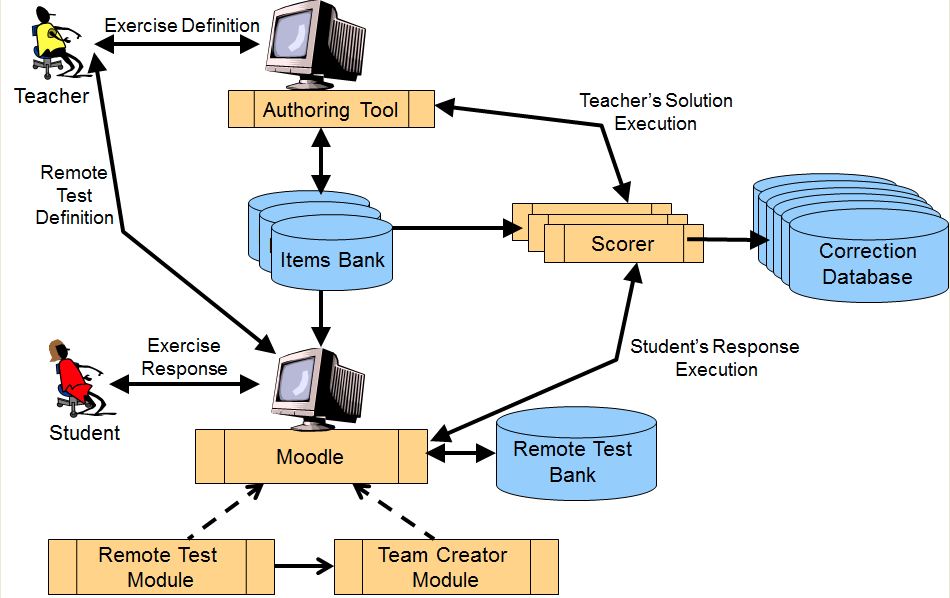 Exercise Definition
Teacher
Authoring Tool
Teacher's Solution
Execution
Remote
Test
Definition
Items Bank
Scorer
Correction
Database
Exercise
Response
Student's Response
Execution
Student
Moodle
Remote Test
Bank
Remote Test
Module
Team Creator
Module